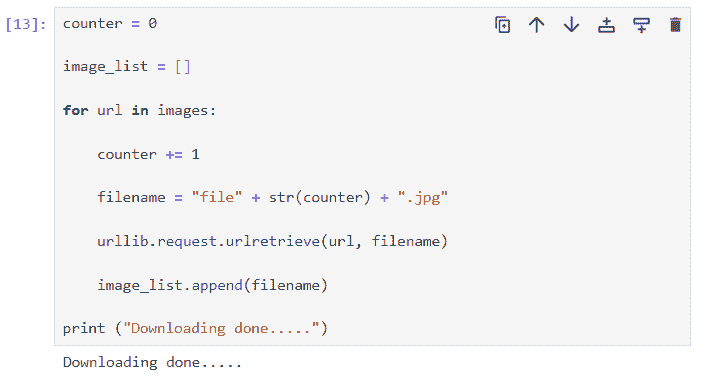 [13]: counter = 0
image_list = []
for url in images:
    counter += 1
    filename = "file" + str(counter) + ".jpg"
    urllib.request.urlretrieve(url, filename)
    image_list.append(filename)
print ("Downloading done.....")
Downloading done.....